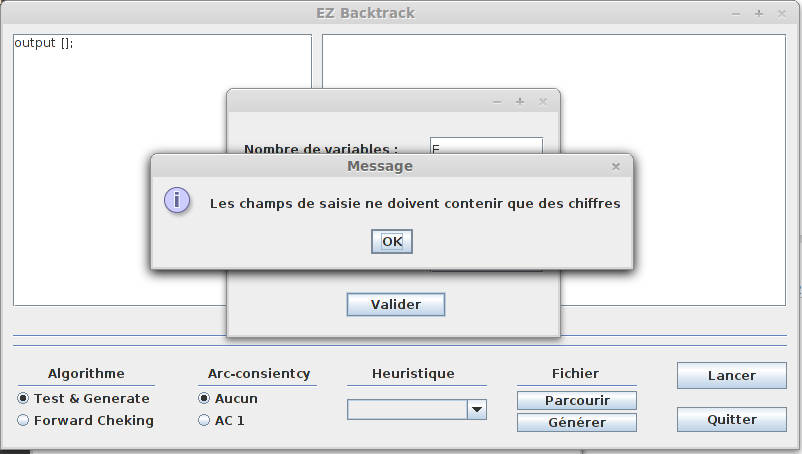 EZ Backtrack
output [];
Nombre de variables :
Message
i
Les champs de saisie ne doivent contenir que des chiffres
OK
Valider
Algorithme
Arc-consientcy
Heuristique
Fichier
Lancer
Test & Generate
Aucun
Parcourir
Forward Cheking
AC 1
Générer
Quitter